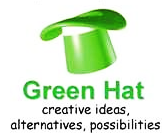 Green Hat
creative ideas,
alternatives, possibilities